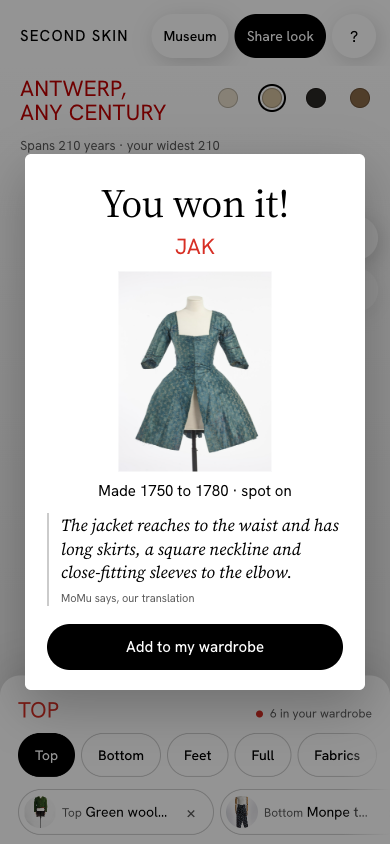 SECOND SKIN
Museum
Share look
?
ANTWERP,
ANY CENTURY
Spans 210 years · your widest 210
You won it!
JAK
Made 1750 to 1780 · spot on
The jacket reaches to the waist and has
long skirts, a square neckline and
close-fitting sleeves to the elbow.
MoMu says, our translation
Add to my wardrobe
TOP
6 in your wardrobe
Top
Bottom
Feet
Full
Fabrics
Top Green wool... ×
Bottom Monpe t...